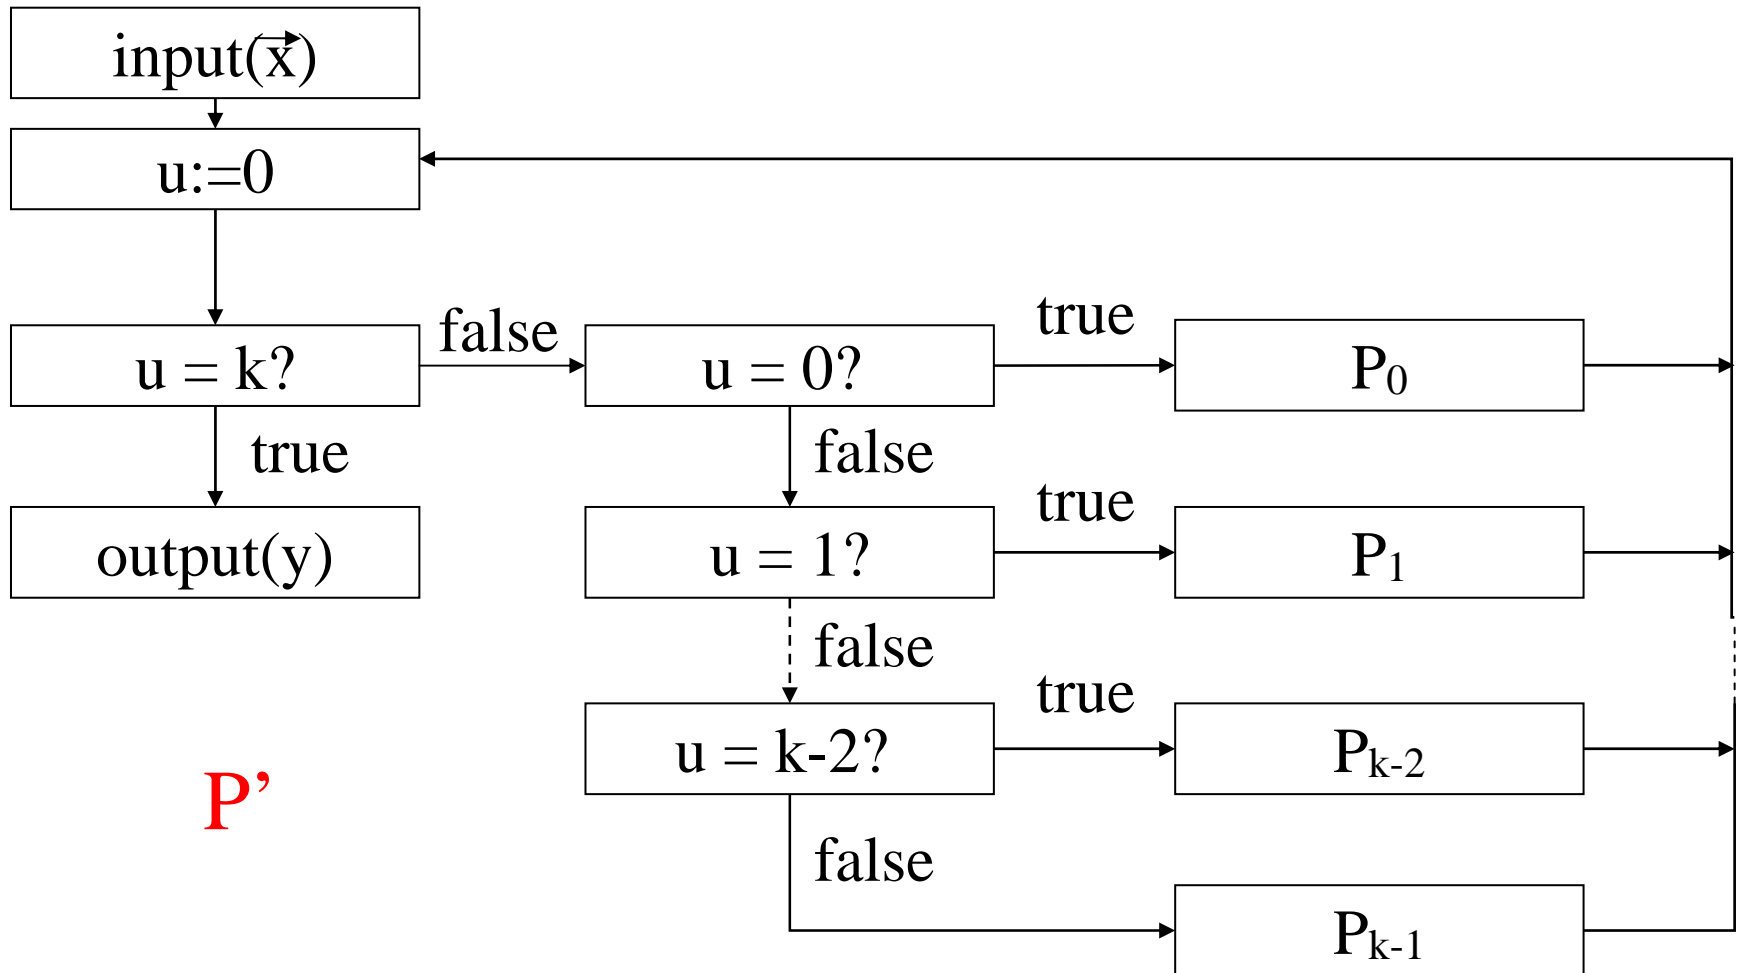 input(x⃗)
u:=0
u = k?
false
u = 0?
true
P₀
true
false
output(y)
u = 1?
true
P₁
false
u = k-2?
true
Pₖ₋₂
P’
false
Pₖ₋₁